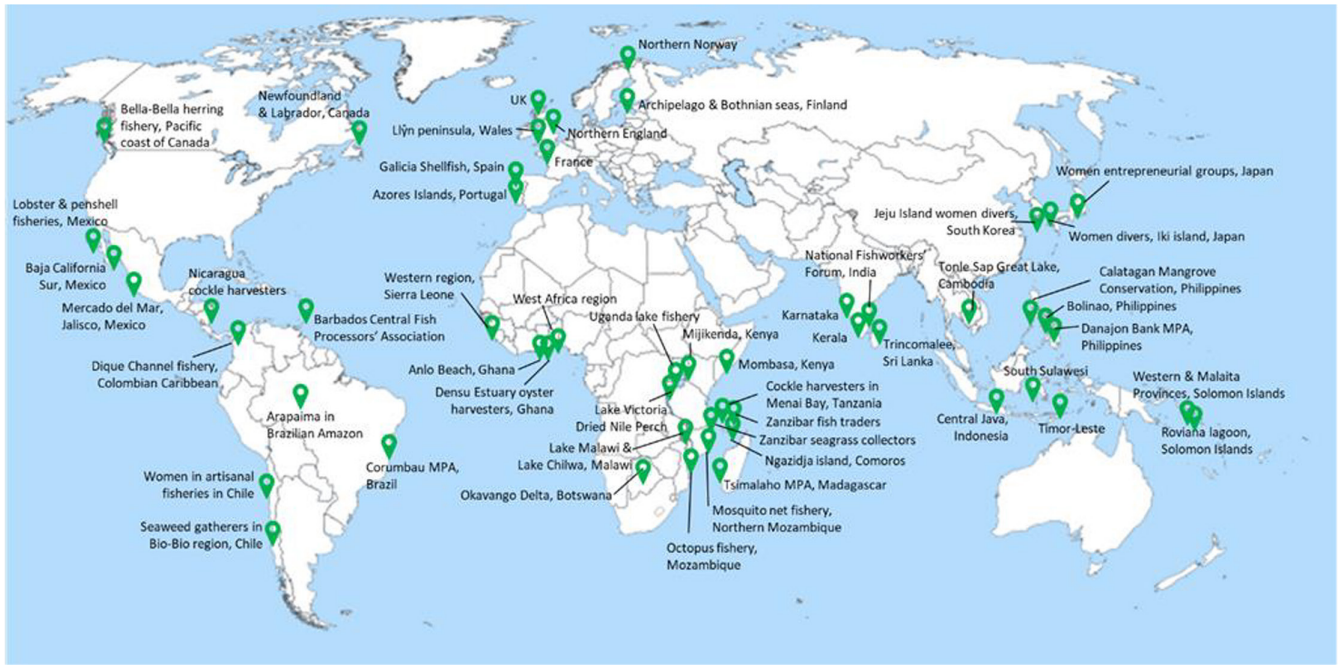 Northern Norway
Archipelago & Bothnian seas, Finland
UK
Llŷn peninsula, Wales
Northern England
France
Galicia Shellfish, Spain
Azores Islands, Portugal
Bella-Bella herring
fishery, Pacific
coast of Canada
Newfoundland
& Labrador, Canada
Lobster & penshell
fisheries, Mexico
Baja California
Sur, Mexico
Mercado del Mar,
Jalisco, Mexico
Nicaragua
cockle harvesters
Barbados Central Fish
Processors' Association
Dique Channel fishery,
Colombian Caribbean
Arapaima in
Brazilian Amazon
Corumbau MPA,
Brazil
Women in artisanal
fisheries in Chile
Seaweed gatherers in
Bio-Bio region, Chile
Western region,
Sierra Leone
West Africa region
Anlo Beach, Ghana
Densu Estuary oyster
harvesters, Ghana
Uganda lake fishery
Mijikenda, Kenya
Mombasa, Kenya
Lake Victoria
Dried Nile Perch
Cockle harvesters in
Menai Bay, Tanzania
Zanzibar fish traders
Zanzibar seagrass collectors
Ngazidja island, Comoros
Lake Malawi &
Lake Chilwa, Malawi
Okavango Delta, Botswana
Tsimalaho MPA, Madagascar
Mosquito net fishery,
Northern Mozambique
Octopus fishery,
Mozambique
Women entrepreneurial groups, Japan
Jeju Island women divers,
South Korea
Women divers, Iki island, Japan
National Fishworkers'
Forum, India
Karnataka
Kerala
Trincomalee,
Sri Lanka
Tonle Sap Great Lake,
Cambodia
Calatagan Mangrove
Conservation, Philippines
Bolinao, Philippines
Danajon Bank MPA,
Philippines
South Sulawesi
Central Java,
Indonesia
Timor-Leste
Western & Malaita
Provinces, Solomon Islands
Roviana lagoon,
Solomon Islands